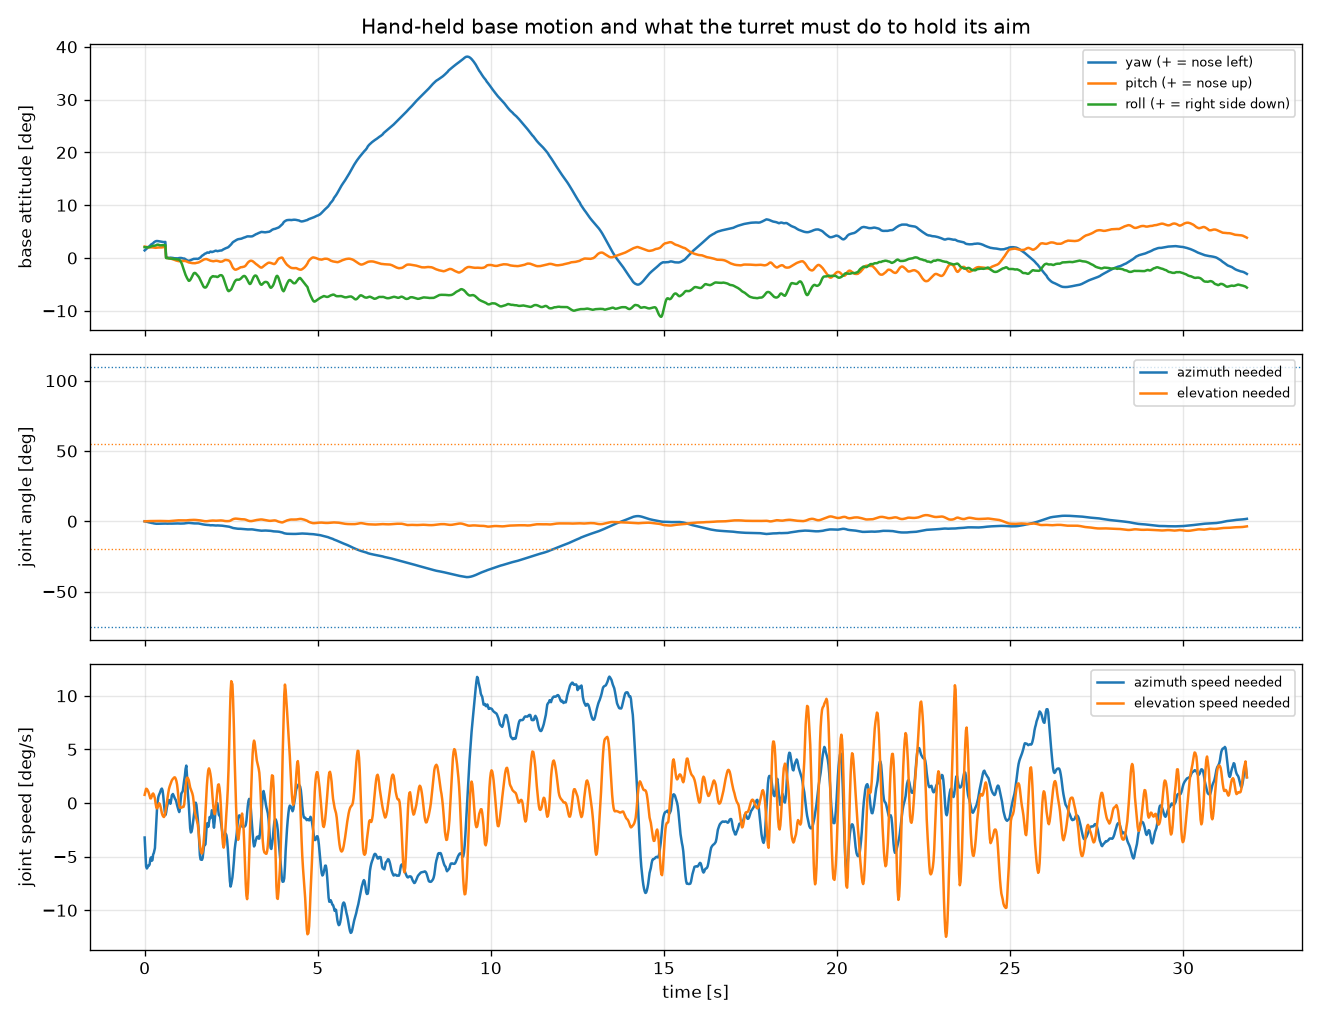 Hand-held base motion and what the turret must do to hold its aim
base attitude [deg]
40
30
20
10
0
−10
yaw (+ = nose left)
pitch (+ = nose up)
roll (+ = right side down)
joint angle [deg]
100
50
0
−50
azimuth needed
elevation needed
joint speed [deg/s]
10
5
0
−5
−10
azimuth speed needed
elevation speed needed
0 5 10 15 20 25 30
time [s]